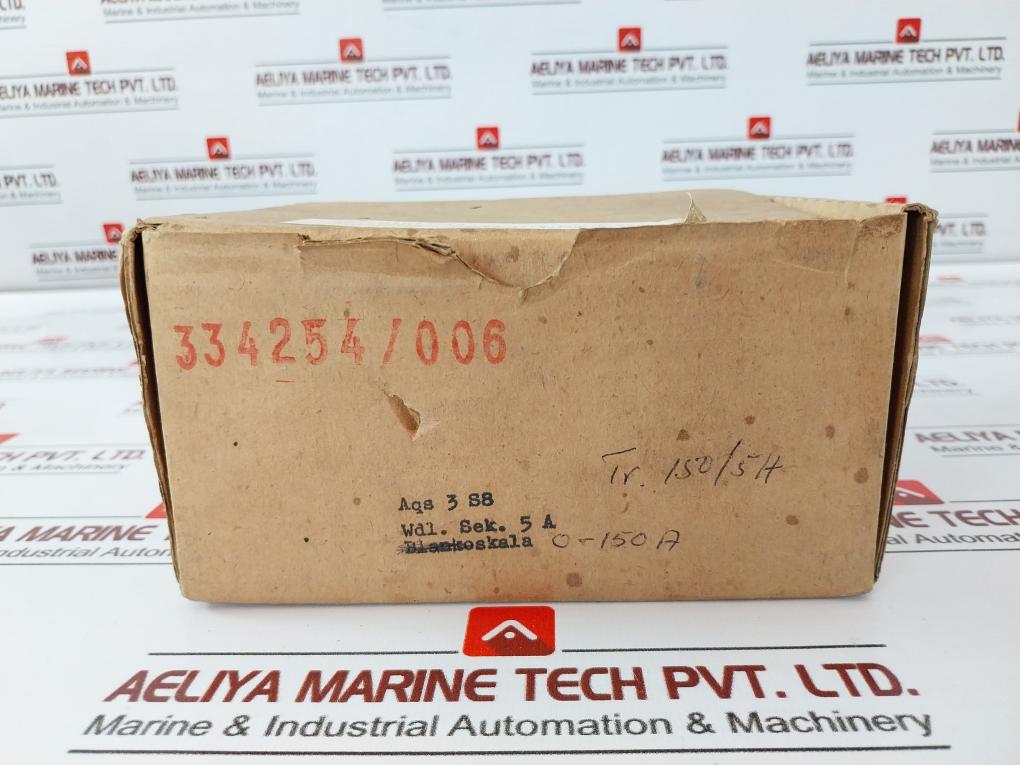 AELIYA MARINE TECH PVT. LTD.
Marine & Industrial Automation & Machinery
334254/006
Tr. 150/5A
Aqs 3 S8
Wdl. Sek. 5 A
Blankoskala 0-150A
AELIYA MARINE TECH PVT. LTD.
Marine & Industrial Automation & Machinery